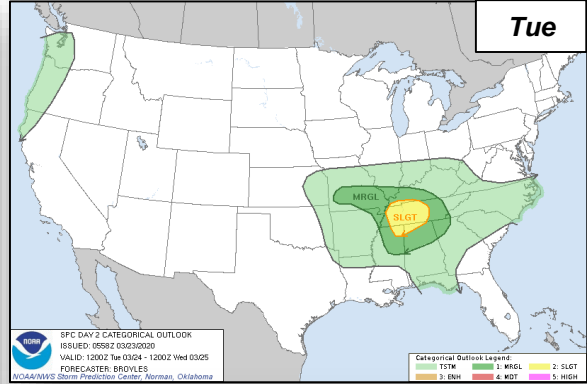 Tue
MRGL
SLGT
NOAA
SPC DAY 2 CATEGORICAL OUTLOOK
ISSUED: 0558Z 03/23/2020
VALID: 1200Z Tue 03/24 - 1200Z Wed 03/25
FORECASTER: BROYLES
NOAA/NWS Storm Prediction Center, Norman, Oklahoma
Categorical Outlook Legend:
TSTM 1: MRGL 2: SLGT
3: ENH 4: MDT 5: HIGH